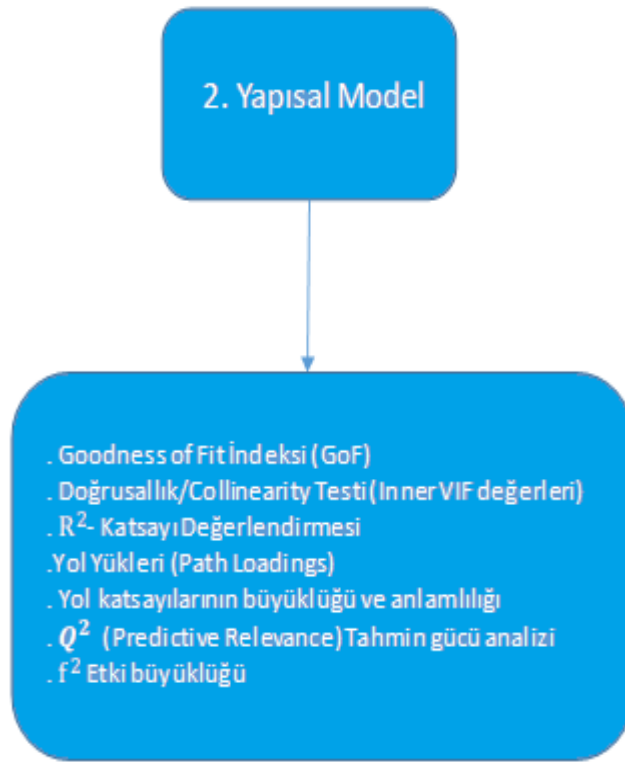 2. Yapısal Model
. Goodness of Fit İndeksi (GoF)
. Doğrusallık/Collinearity Testi (Inner VIF değerleri)
. R²- Katsayı Değerlendirmesi
.Yol Yükleri (Path Loadings)
. Yol katsayılarının büyüklüğü ve anlamlılığı
. Q² (Predictive Relevance) Tahmin gücü analizi
. f² Etki büyüklüğü